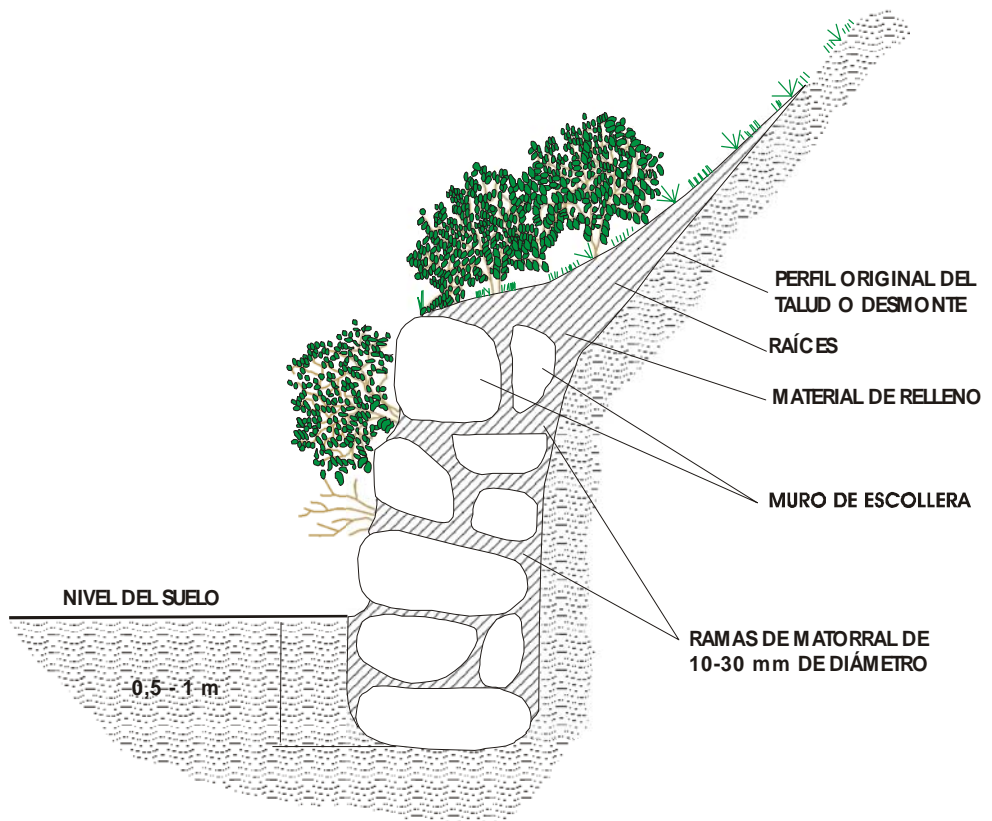 PERFIL ORIGINAL DEL
TALUD O DESMONTE
RAÍCES
MATERIAL DE RELLENO
MURO DE ESCOLLERA
NIVEL DEL SUELO
RAMAS DE MATORRAL DE
10-30 mm DE DIÁMETRO
0,5 - 1 m